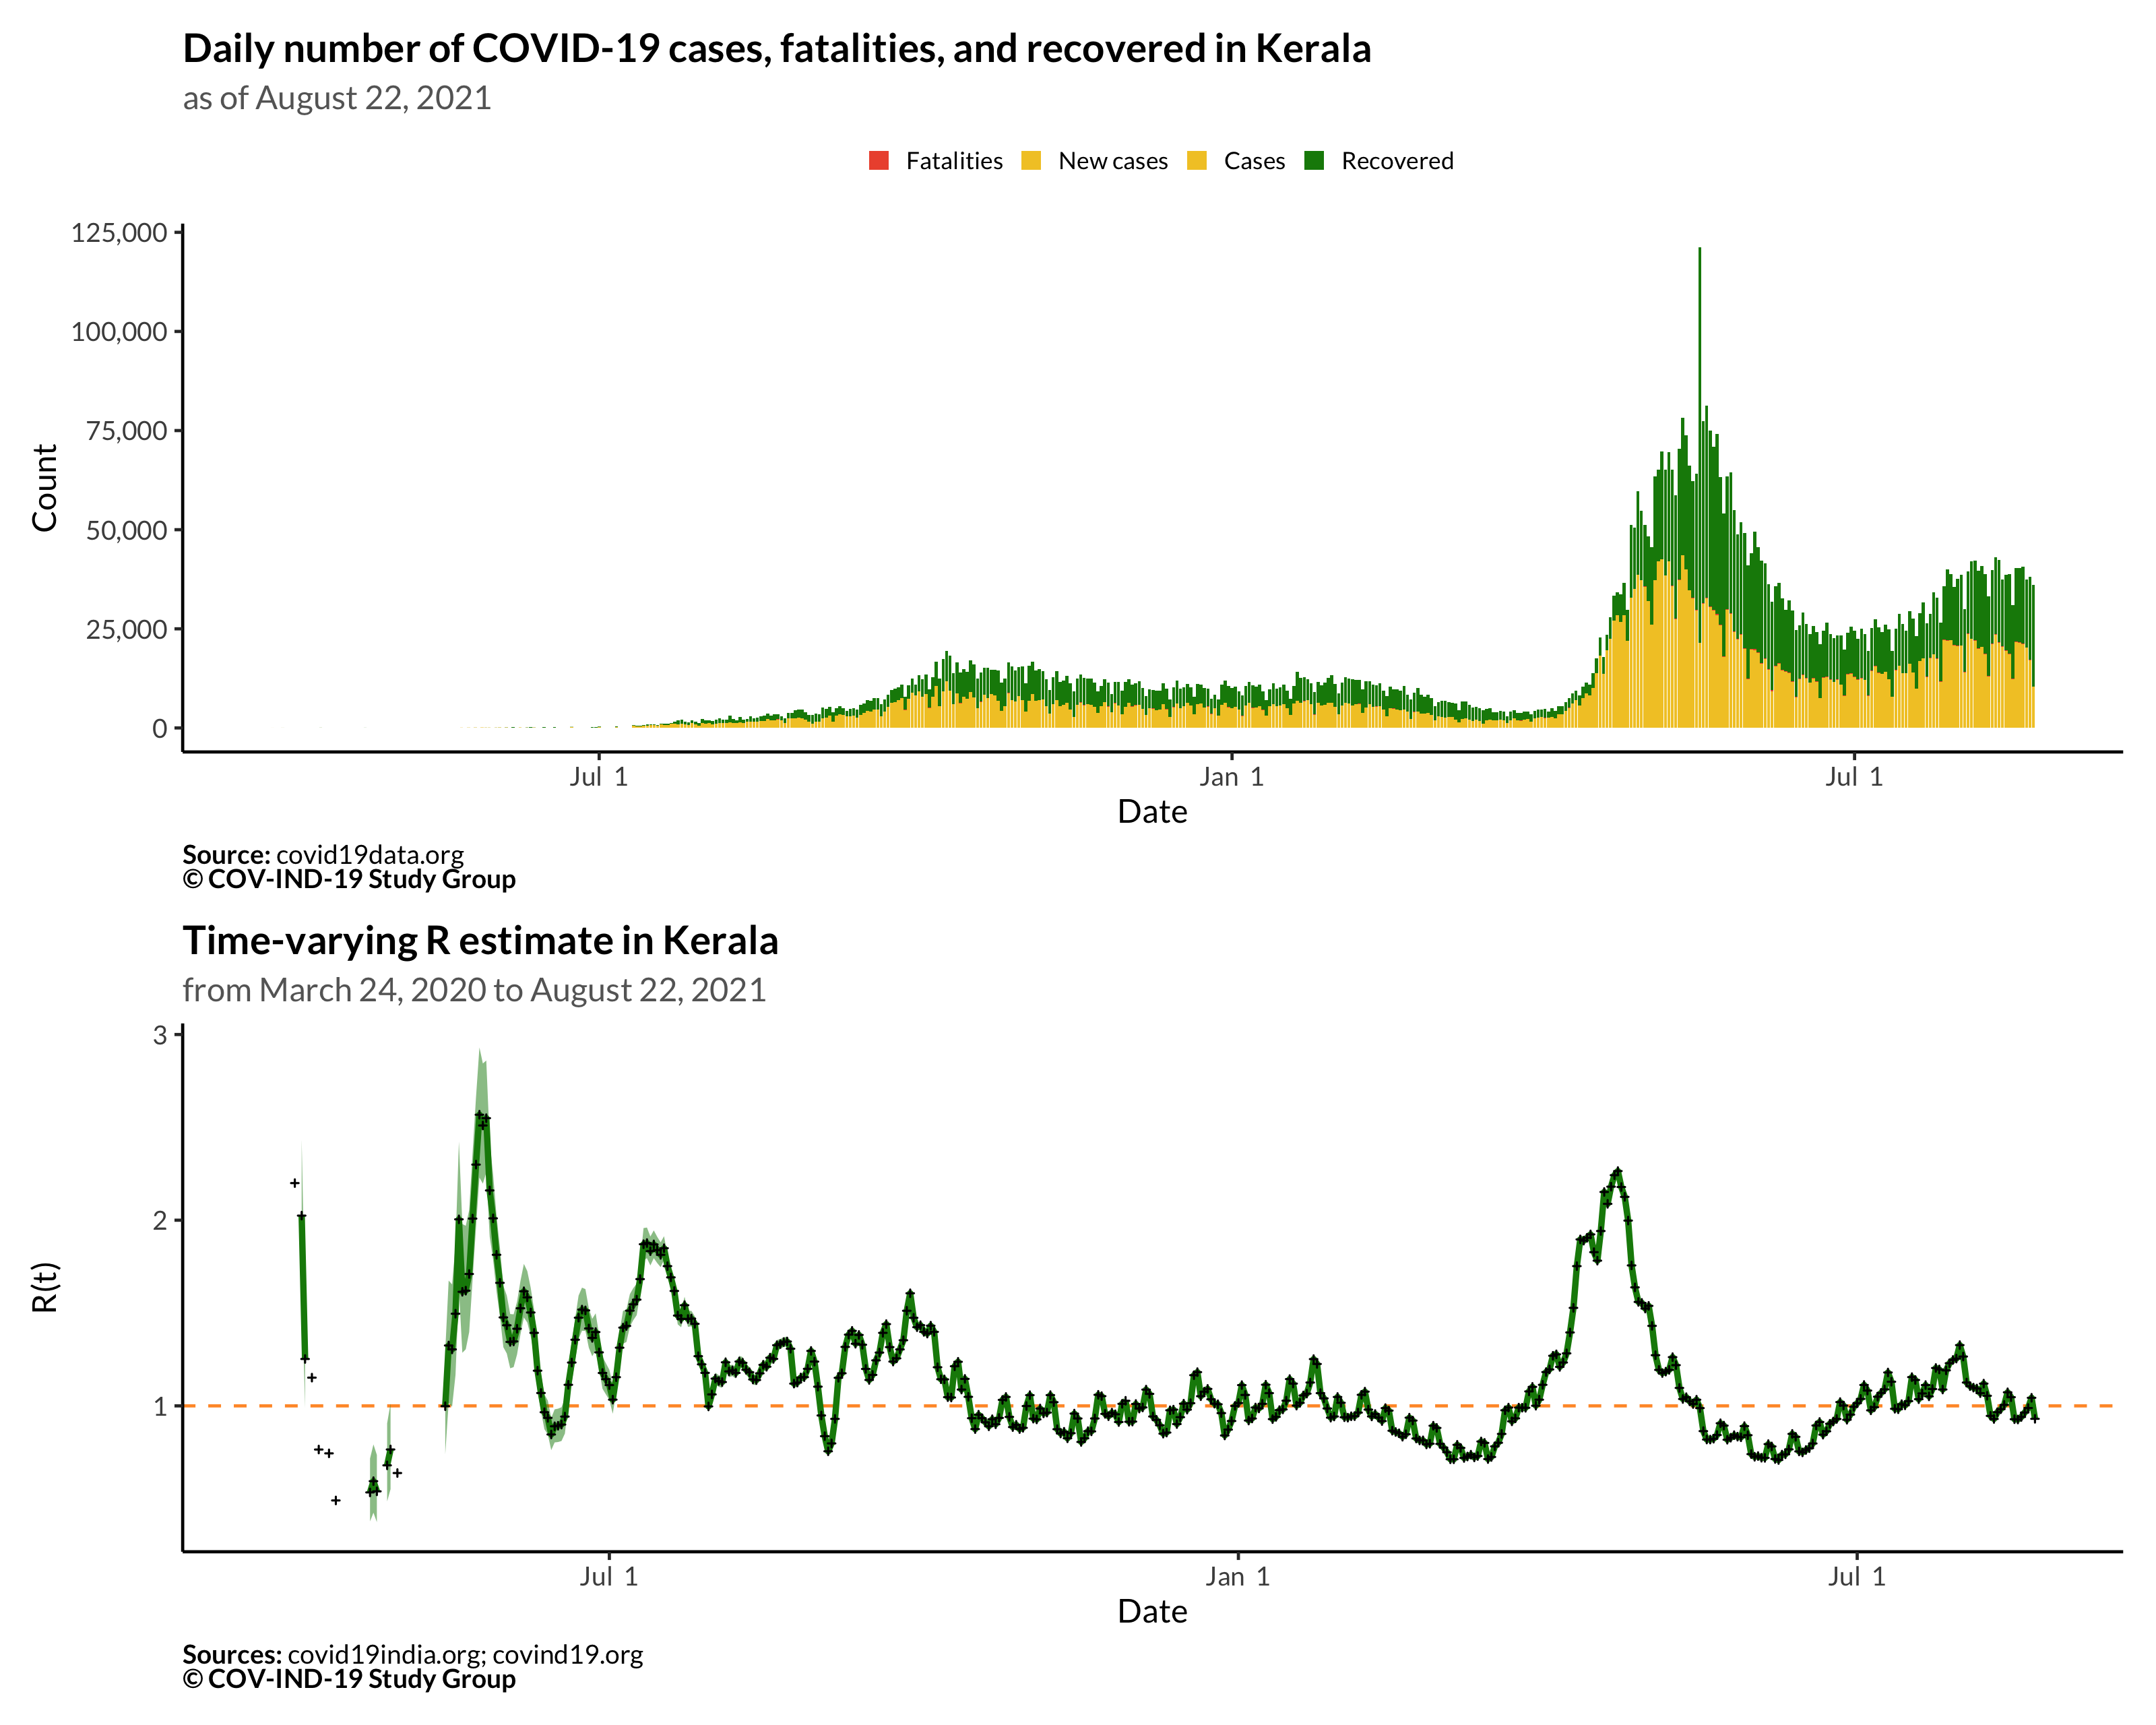 Daily number of COVID-19 cases, fatalities, and recovered in Kerala
as of August 22, 2021
Fatalities New cases Cases Recovered
125,000
100,000
75,000
50,000
25,000
0
Count
Jul 1 Jan 1 Jul 1
Date
Source: covid19data.org
© COV-IND-19 Study Group
Time-varying R estimate in Kerala
from March 24, 2020 to August 22, 2021
3
2
1
R(t)
Jul 1 Jan 1 Jul 1
Date
Sources: covid19india.org; covind19.org
© COV-IND-19 Study Group